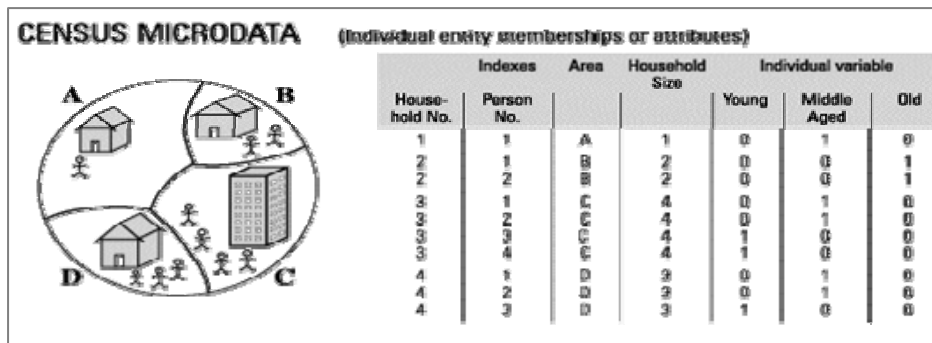 CENSUS MICRODATA (Individual entity memberships or attributes)
A
B
D
C
Indexes Area Household Size Individual variable
House-hold No. Person No. Young Middle Aged Old
1 1 A 1 0 1 0
2 1 B 2 0 0 1
2 2 B 2 0 0 1
3 1 C 4 0 1 0
3 2 C 4 0 1 0
3 3 C 4 1 0 0
3 4 C 4 1 0 0
4 1 D 3 0 1 0
4 2 D 3 0 1 0
4 3 D 3 1 0 0